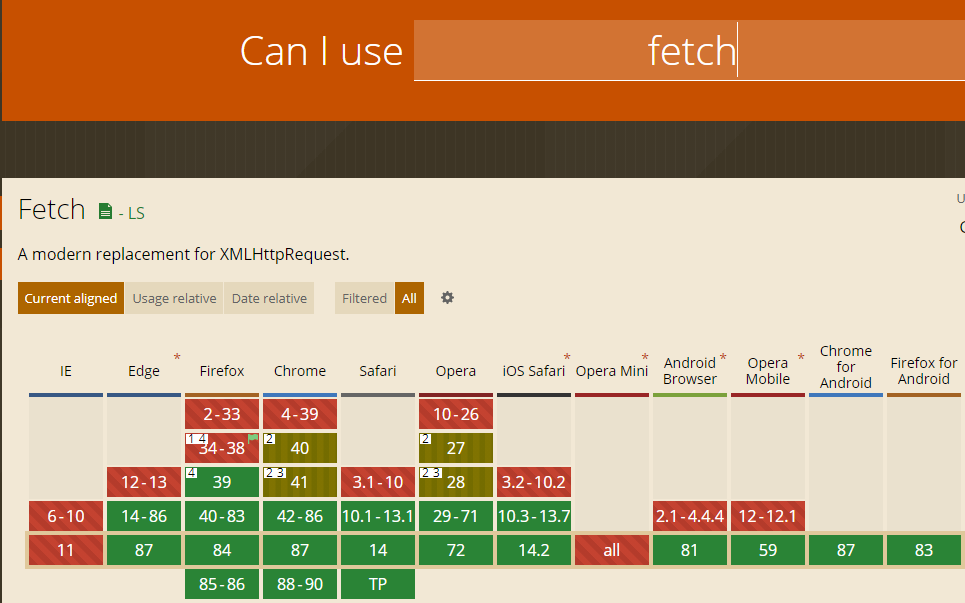 Can I use fetch
Fetch - LS
A modern replacement for XMLHttpRequest.
Current aligned Usage relative Date relative Filtered All
IE Edge * Firefox Chrome Safari Opera iOS Safari * Opera Mini * Android Browser * Opera Mobile * Chrome for Android Firefox for Android
2-33 4-39 10-26
1 4 34-38 2 40 2 27
12-13 4 39 2 3 41 3.1-10 2 3 28 3.2-10.2
6-10 14-86 40-83 42-86 10.1-13.1 29-71 10.3-13.7 2.1-4.4.4 12-12.1
11 87 84 87 14 72 14.2 all 81 59 87 83
85-86 88-90 TP